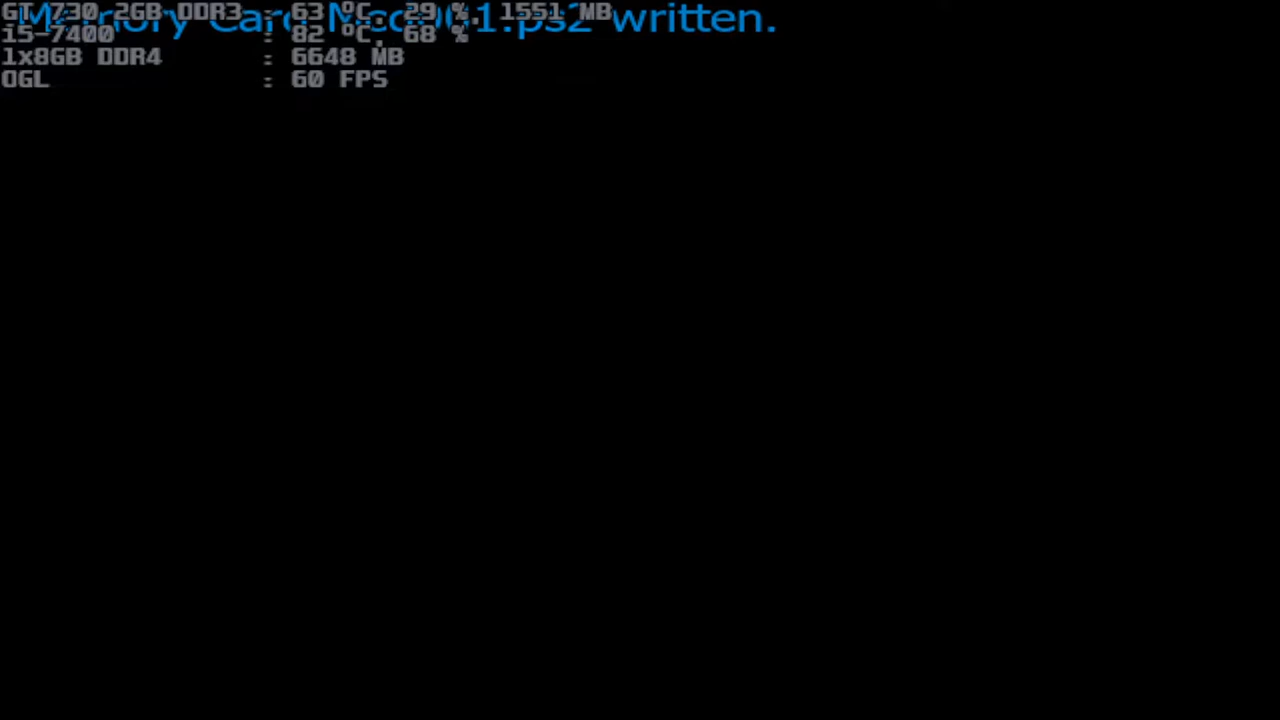 GT 730 2GB DDR3 : 63 ºC, 29 %, 1551 MB
Memory Card Mcd001.ps2 written.
i5-7400 : 82 ºC, 68 %
1x8GB DDR4 : 6648 MB
OGL : 60 FPS